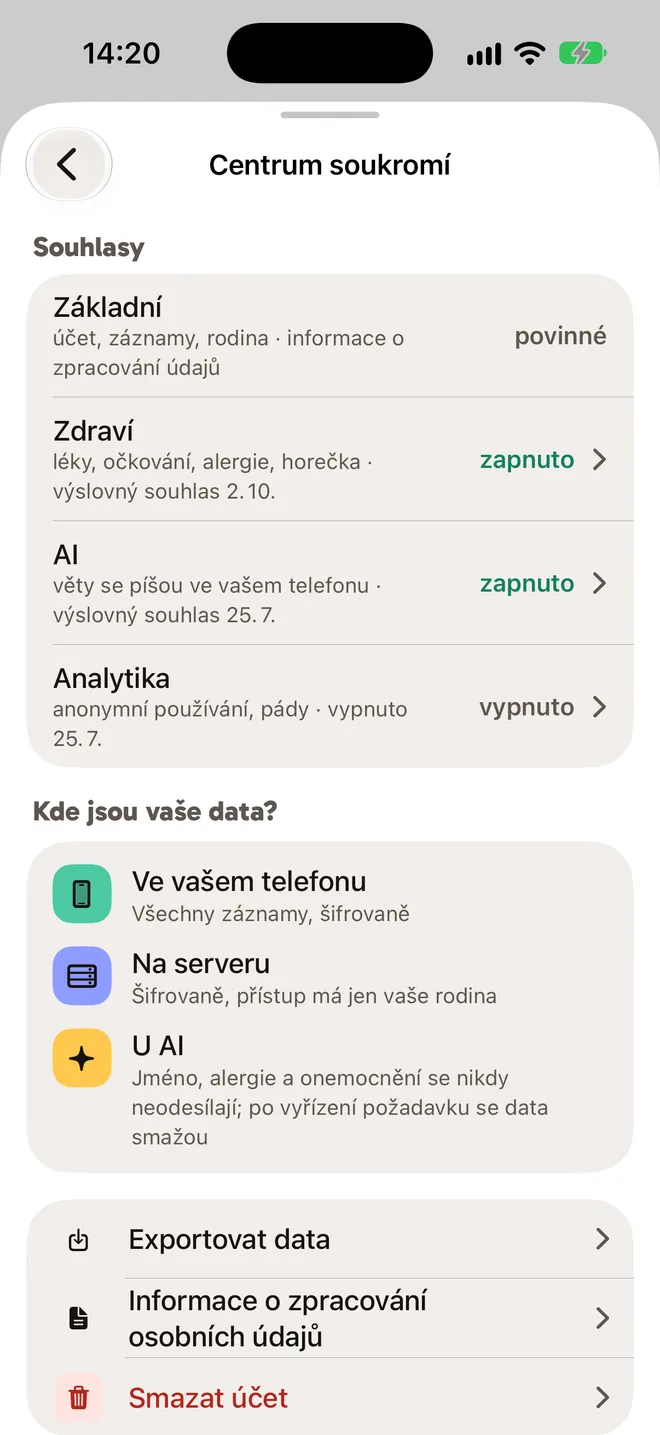 14:20
Centrum soukromí
Souhlasy
Základní
účet, záznamy, rodina · informace o
zpracování údajů
povinné
Zdraví
léky, očkování, alergie, horečka ·
výslovný souhlas 2. 10.
zapnuto
AI
věty se píšou ve vašem telefonu ·
výslovný souhlas 25. 7.
zapnuto
Analytika
anonymní používání, pády · vypnuto
25. 7.
vypnuto
Kde jsou vaše data?
Ve vašem telefonu
Všechny záznamy, šifrovaně
Na serveru
Šifrovaně, přístup má jen vaše rodina
U AI
Jméno, alergie a onemocnění se nikdy
neodesílají; po vyřízení požadavku se data
smažou
Exportovat data
Informace o zpracování
osobních údajů
Smazat účet